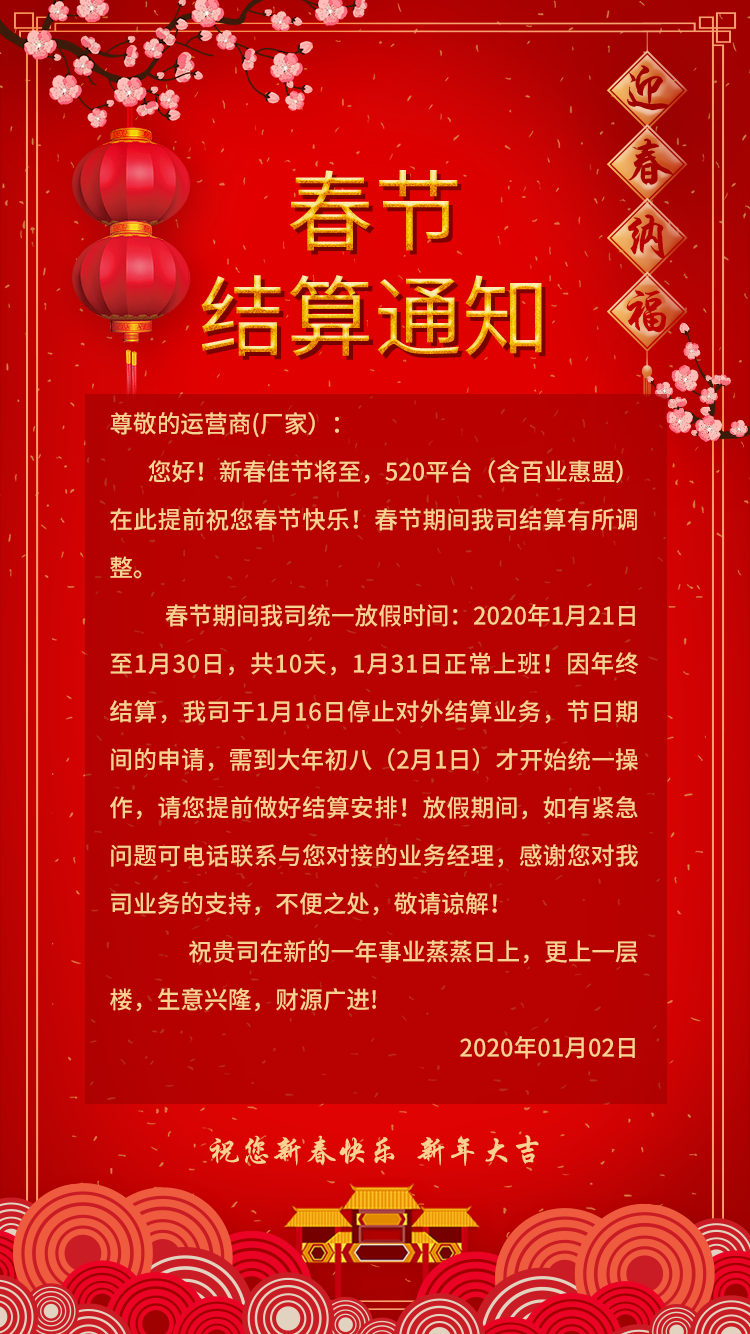 迎
春
纳
福
春节
结算通知
尊敬的运营商(厂家）：
您好！新春佳节将至，520平台（含百业惠盟）
在此提前祝您春节快乐！春节期间我司结算有所调
整。
春节期间我司统一放假时间：2020年1月21日
至1月30日，共10天，1月31日正常上班！因年终
结算，我司于1月16日停止对外结算业务，节日期
间的申请，需到大年初八（2月1日）才开始统一操
作，请您提前做好结算安排！放假期间，如有紧急
问题可电话联系与您对接的业务经理，感谢您对我
司业务的支持，不便之处，敬请谅解！
祝贵司在新的一年事业蒸蒸日上，更上一层
楼，生意兴隆，财源广进!
2020年01月02日
祝您新春快乐 新年大吉